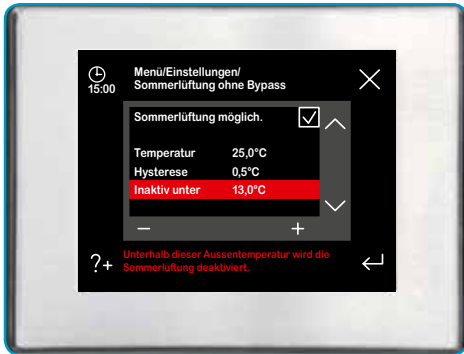 15:00
Menü/Einstellungen/
Sommerlüftung ohne Bypass
Sommerlüftung möglich.
Temperatur 25,0°C
Hysterese 0,5°C
Inaktiv unter 13,0°C
− +
?+
Unterhalb dieser Aussentemperatur wird die
Sommerlüftung deaktiviert.